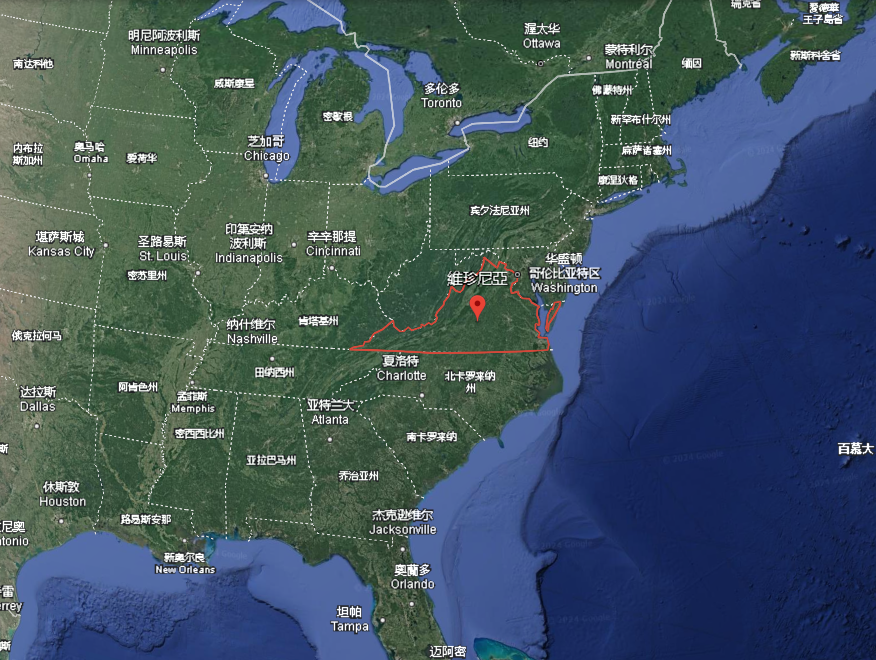 瑞克省
爱德華
王子島省
明尼阿波利斯
Minneapolis
渥太华
Ottawa
蒙特利尔
Montreal
缅因
新斯科舍省
南达科他
威斯康星
多伦多
Toronto
佛蒙特州
密歇根
新罕布什尔州
内布拉
斯加州
奥马哈
Omaha
爱荷华
芝加哥
Chicago
纽约
麻萨诸塞州
康涅狄格
宾夕法尼亚州
堪萨斯城
Kansas City
圣路易斯
St. Louis
印第安纳
波利斯
Indianapolis
辛辛那提
Cincinnati
密苏里州
維珍尼亞
华盛顿
哥伦比亚特区
Washington
俄克拉何马
纳什维尔
Nashville
肯塔基州
夏洛特
Charlotte
北卡罗来纳
州
田纳西州
达拉斯
Dallas
阿肯色州
孟菲斯
Memphis
亚特兰大
Atlanta
密西西比州
南卡罗来纳
亚拉巴马州
乔治亚州
斯
百慕大
休斯敦
Houston
路易斯安那
杰克逊维尔
Jacksonville
尼奥
tonio
新奥尔良
New Orleans
奥蘭多
Orlando
雷
rrey
坦帕
Tampa
迈阿密